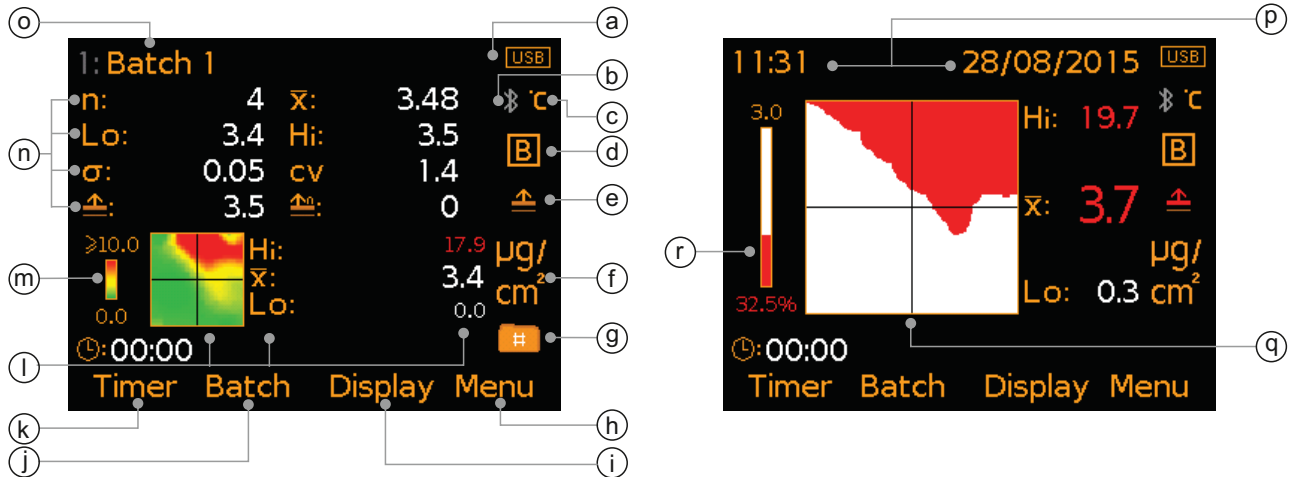 o
a
1: Batch 1 USB
b
n: 4 x̄: 3.48 °C
c
Lo: 3.4 Hi: 3.5
n
B
d
σ: 0.05 cv 1.4
e
: 3.5 n: 0
≥10.0 Hi: 17.9 µg/
m
x̄: 3.4 cm²
f
0.0 Lo: 0.0
l
:00:00 #
g
Timer Batch Display Menu
k
h
j
i
p
11:31 28/08/2015 USB
3.0 Hi: 19.7 °C
B
x̄: 3.7
r
µg/
32.5% Lo: 0.3 cm²
q
:00:00
Timer Batch Display Menu